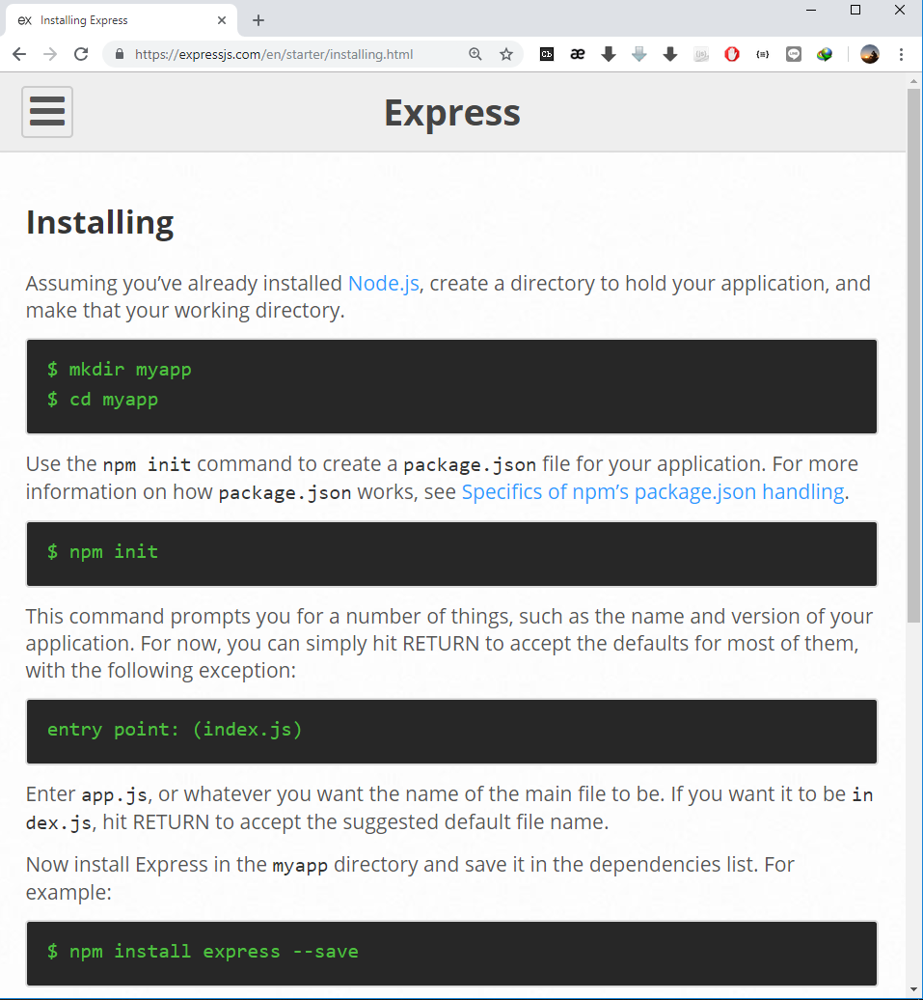 ex Installing Express
https://expressjs.com/en/starter/installing.html
Express
Installing
Assuming you’ve already installed Node.js, create a directory to hold your application, and
make that your working directory.
$ mkdir myapp
$ cd myapp
Use the npm init command to create a package.json file for your application. For more
information on how package.json works, see Specifics of npm’s package.json handling.
$ npm init
This command prompts you for a number of things, such as the name and version of your
application. For now, you can simply hit RETURN to accept the defaults for most of them,
with the following exception:
entry point: (index.js)
Enter app.js, or whatever you want the name of the main file to be. If you want it to be in
dex.js, hit RETURN to accept the suggested default file name.
Now install Express in the myapp directory and save it in the dependencies list. For
example:
$ npm install express --save